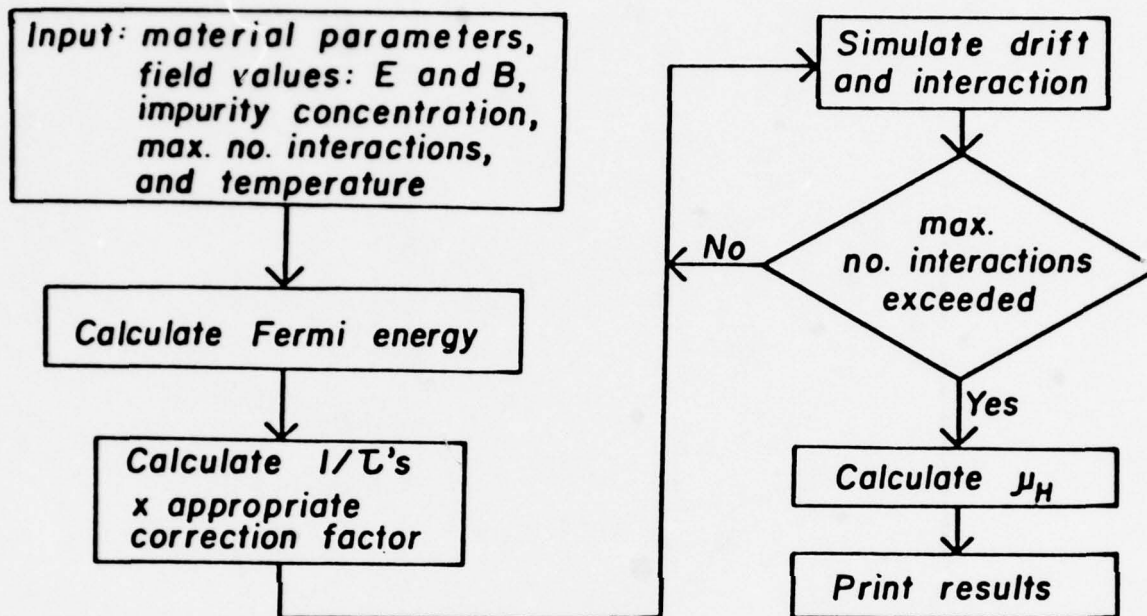 Input: material parameters,
field values: E and B,
impurity concentration,
max. no. interactions,
and temperature
Calculate Fermi energy
Calculate 1/τ's
x appropriate
correction factor
Simulate drift
and interaction
max.
no. interactions
exceeded
No
Yes
Calculate μH
Print results